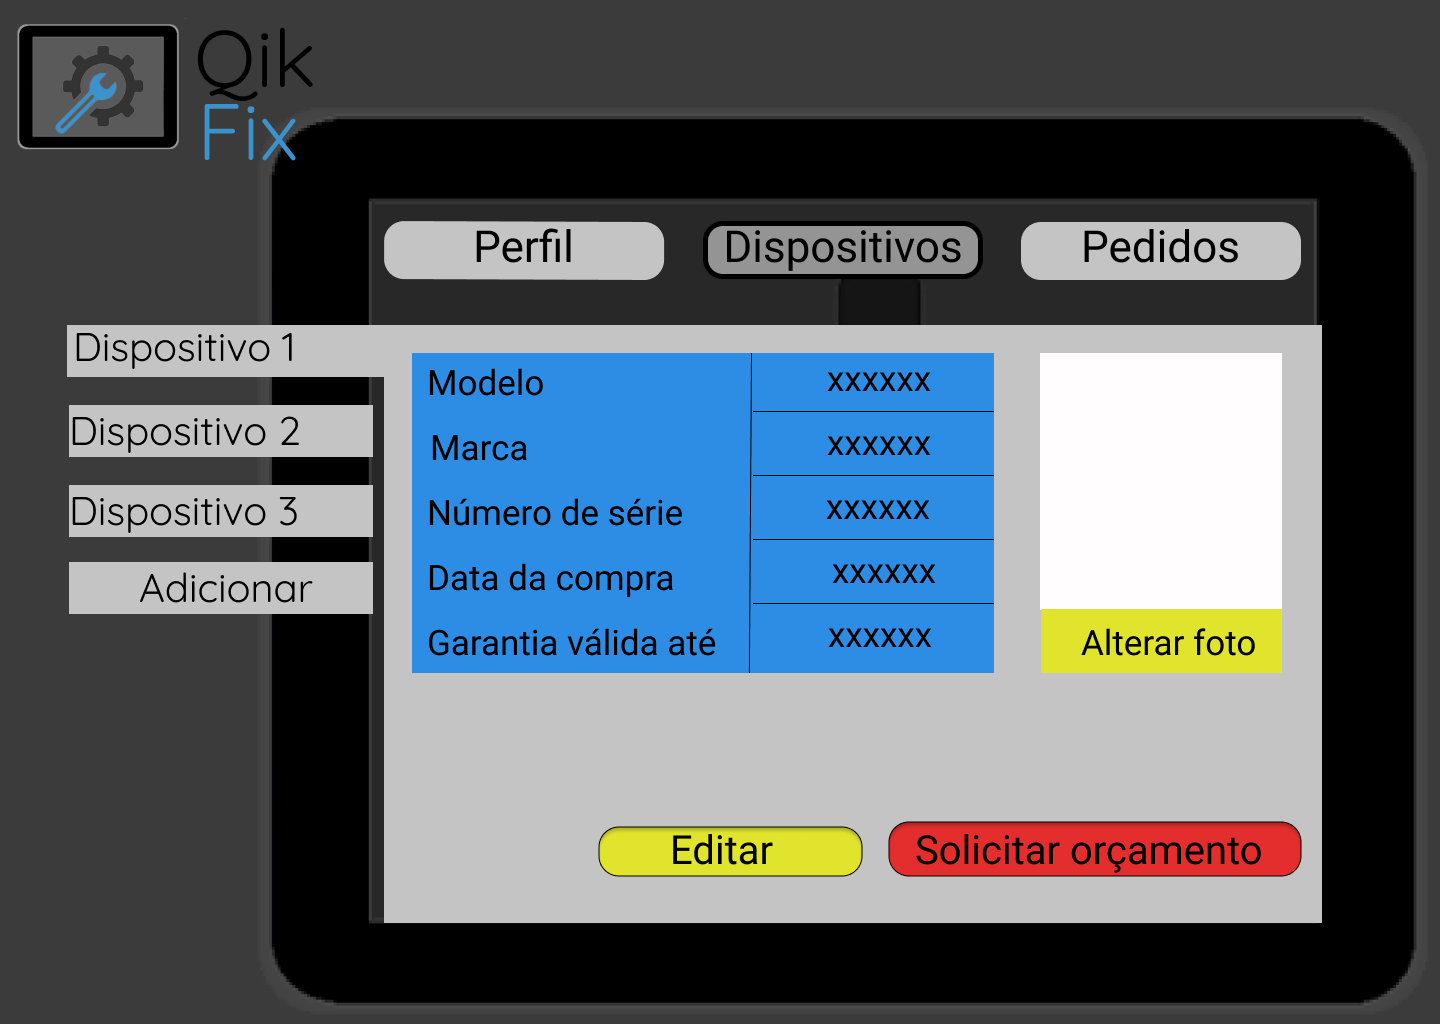 Qik
Fix
Perfil
Dispositivos
Pedidos
Dispositivo 1
Dispositivo 2
Dispositivo 3
Adicionar
Modelo xxxxxx
Marca xxxxxx
Número de série xxxxxx
Data da compra xxxxxx
Garantia válida até xxxxxx
Alterar foto
Editar
Solicitar orçamento